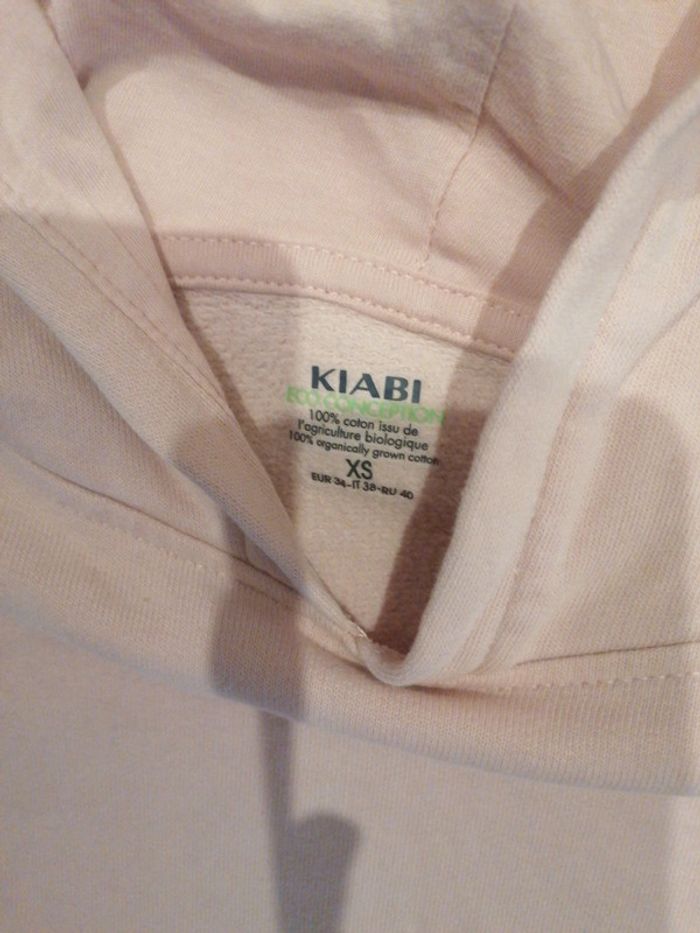 KIABI
ECO CONCEPTION
100% coton issu de
l'agriculture biologique
100% organically grown cotton
XS
EUR 34-IT 38-RU 40